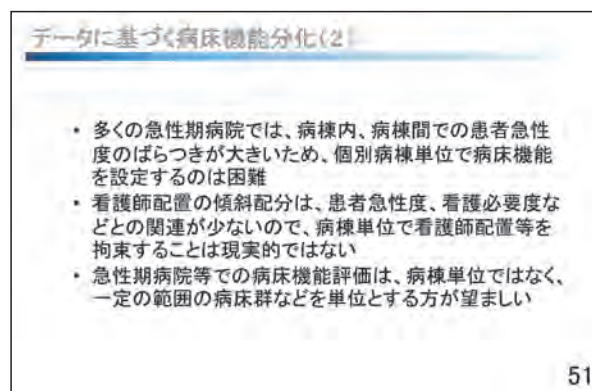 データに基づく病床機能分化(2)
・ 多くの急性期病院では、病棟内、病棟間での患者急性
度のばらつきが大きいため、個別病棟単位で病床機能
を設定するのは困難
・ 看護師配置の傾斜配分は、患者急性度、看護必要度な
どとの関連が少ないので、病棟単位で看護師配置等を
拘束することは現実的ではない
・ 急性期病院等での病床機能評価は、病棟単位ではなく、
一定の範囲の病床群などを単位とする方が望ましい
51